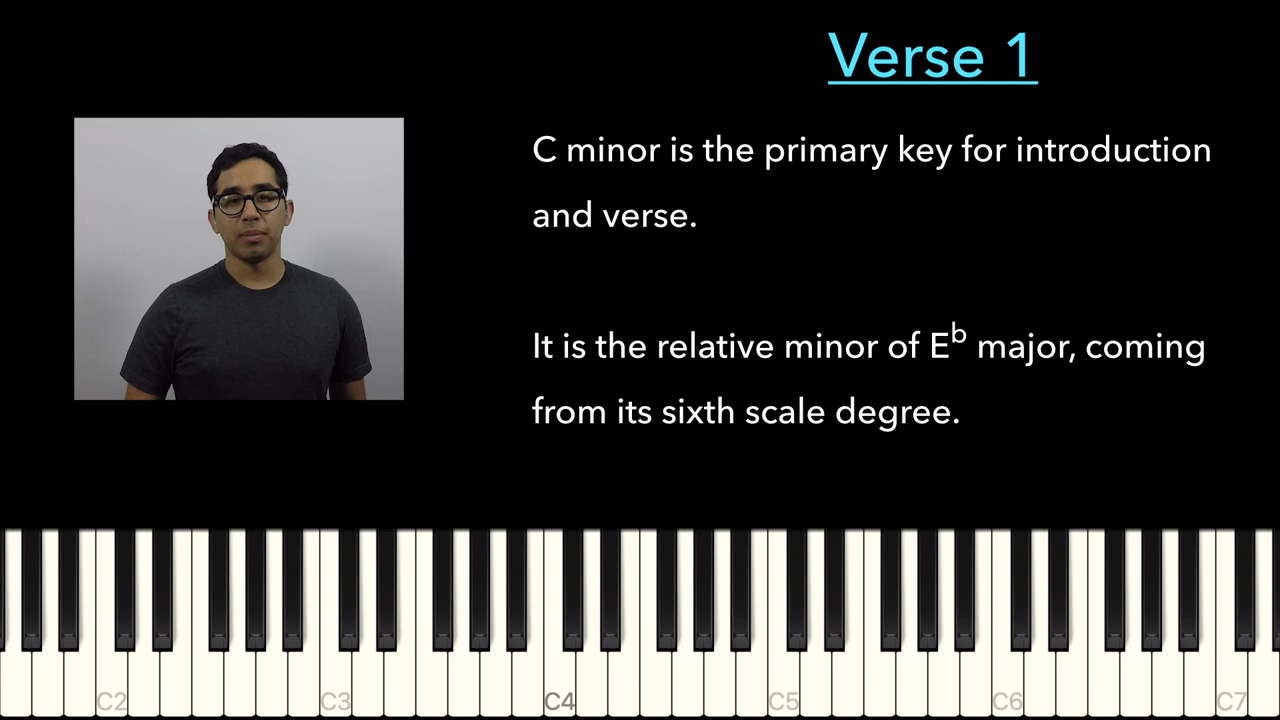 Verse 1
C minor is the primary key for introduction
and verse.
It is the relative minor of E♭ major, coming
from its sixth scale degree.
C2 C3 C4 C5 C6 C7